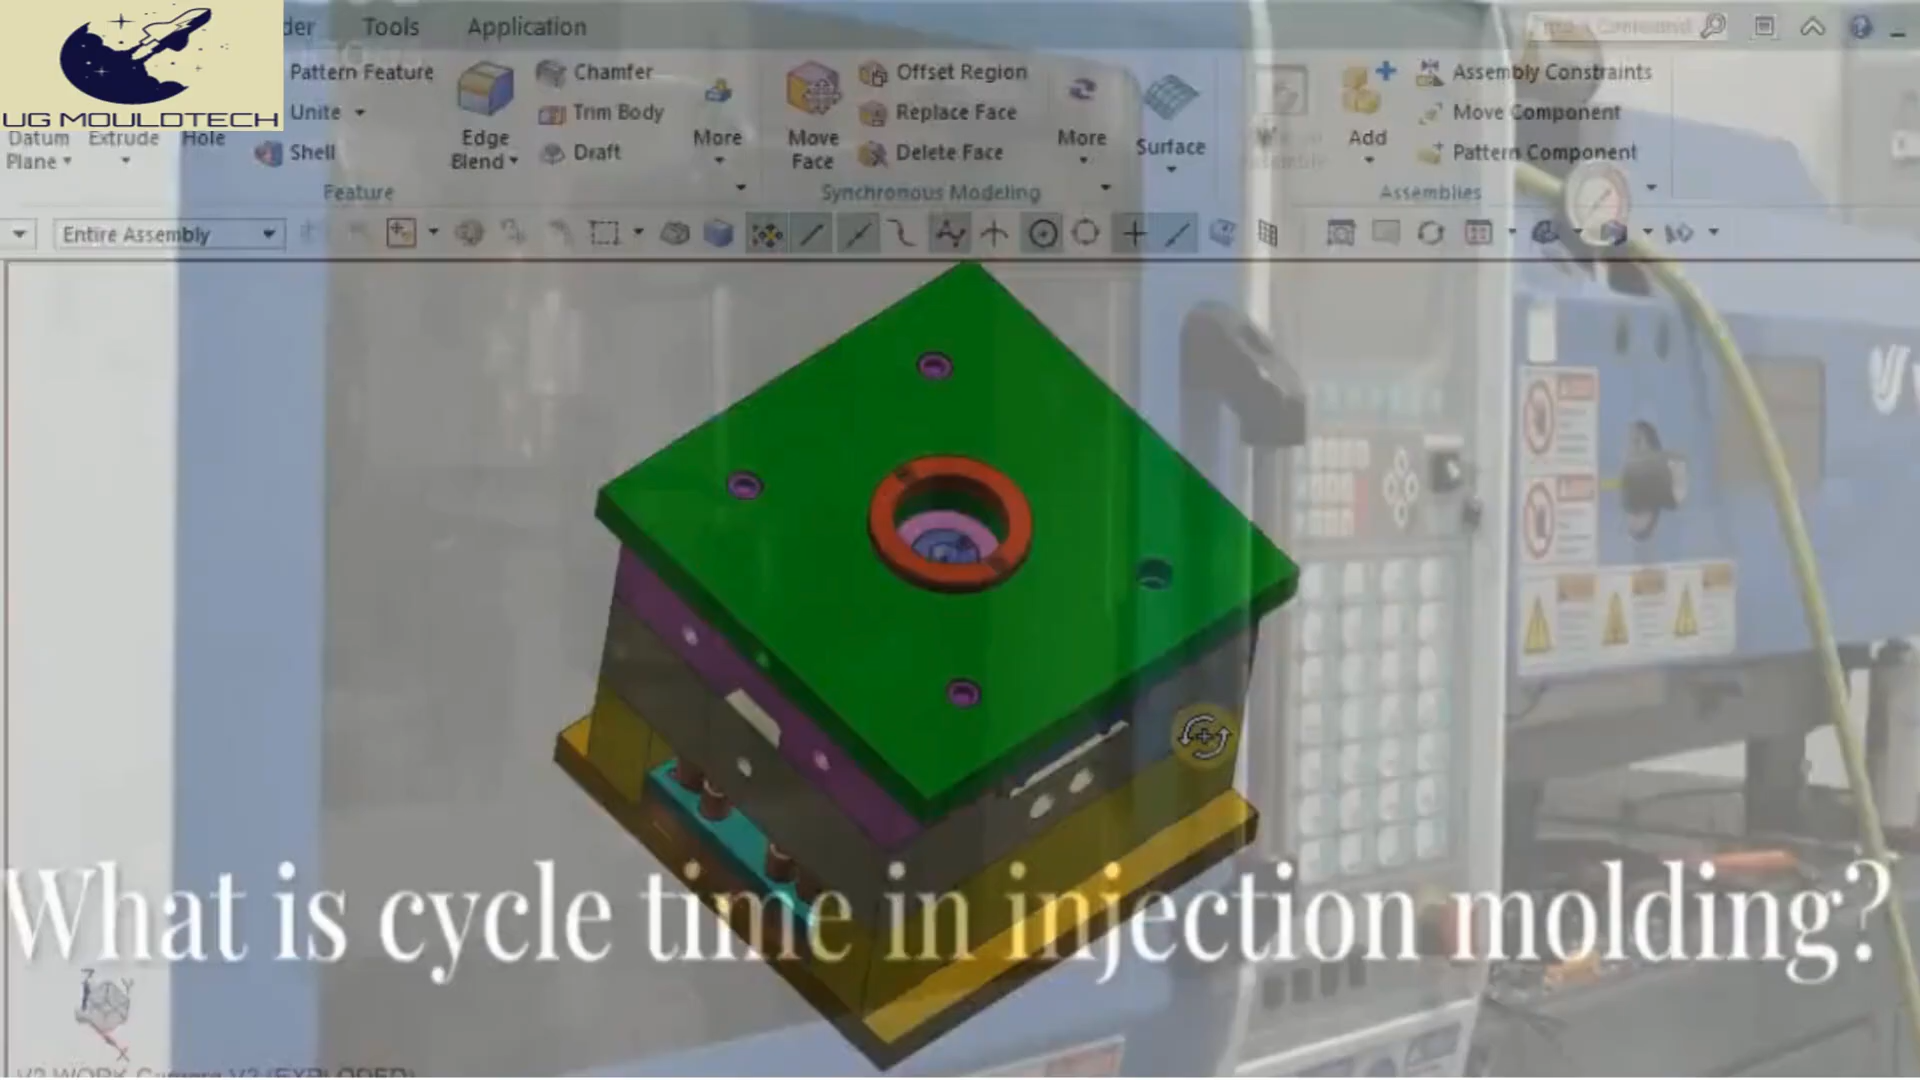 UG MOULDTECH
der Tools Application
Pattern Feature
Chamfer
Offset Region
Assembly Constraints
Unite
Trim Body
Replace Face
Move Component
Datum Plane
Extrude
Hole
Shell
Edge Blend
Draft
More
Move Face
Delete Face
More
Surface
Add
Pattern Component
Feature
Synchronous Modeling
Assemblies
Entire Assembly
What is cycle time in injection molding?
Z
Y
X